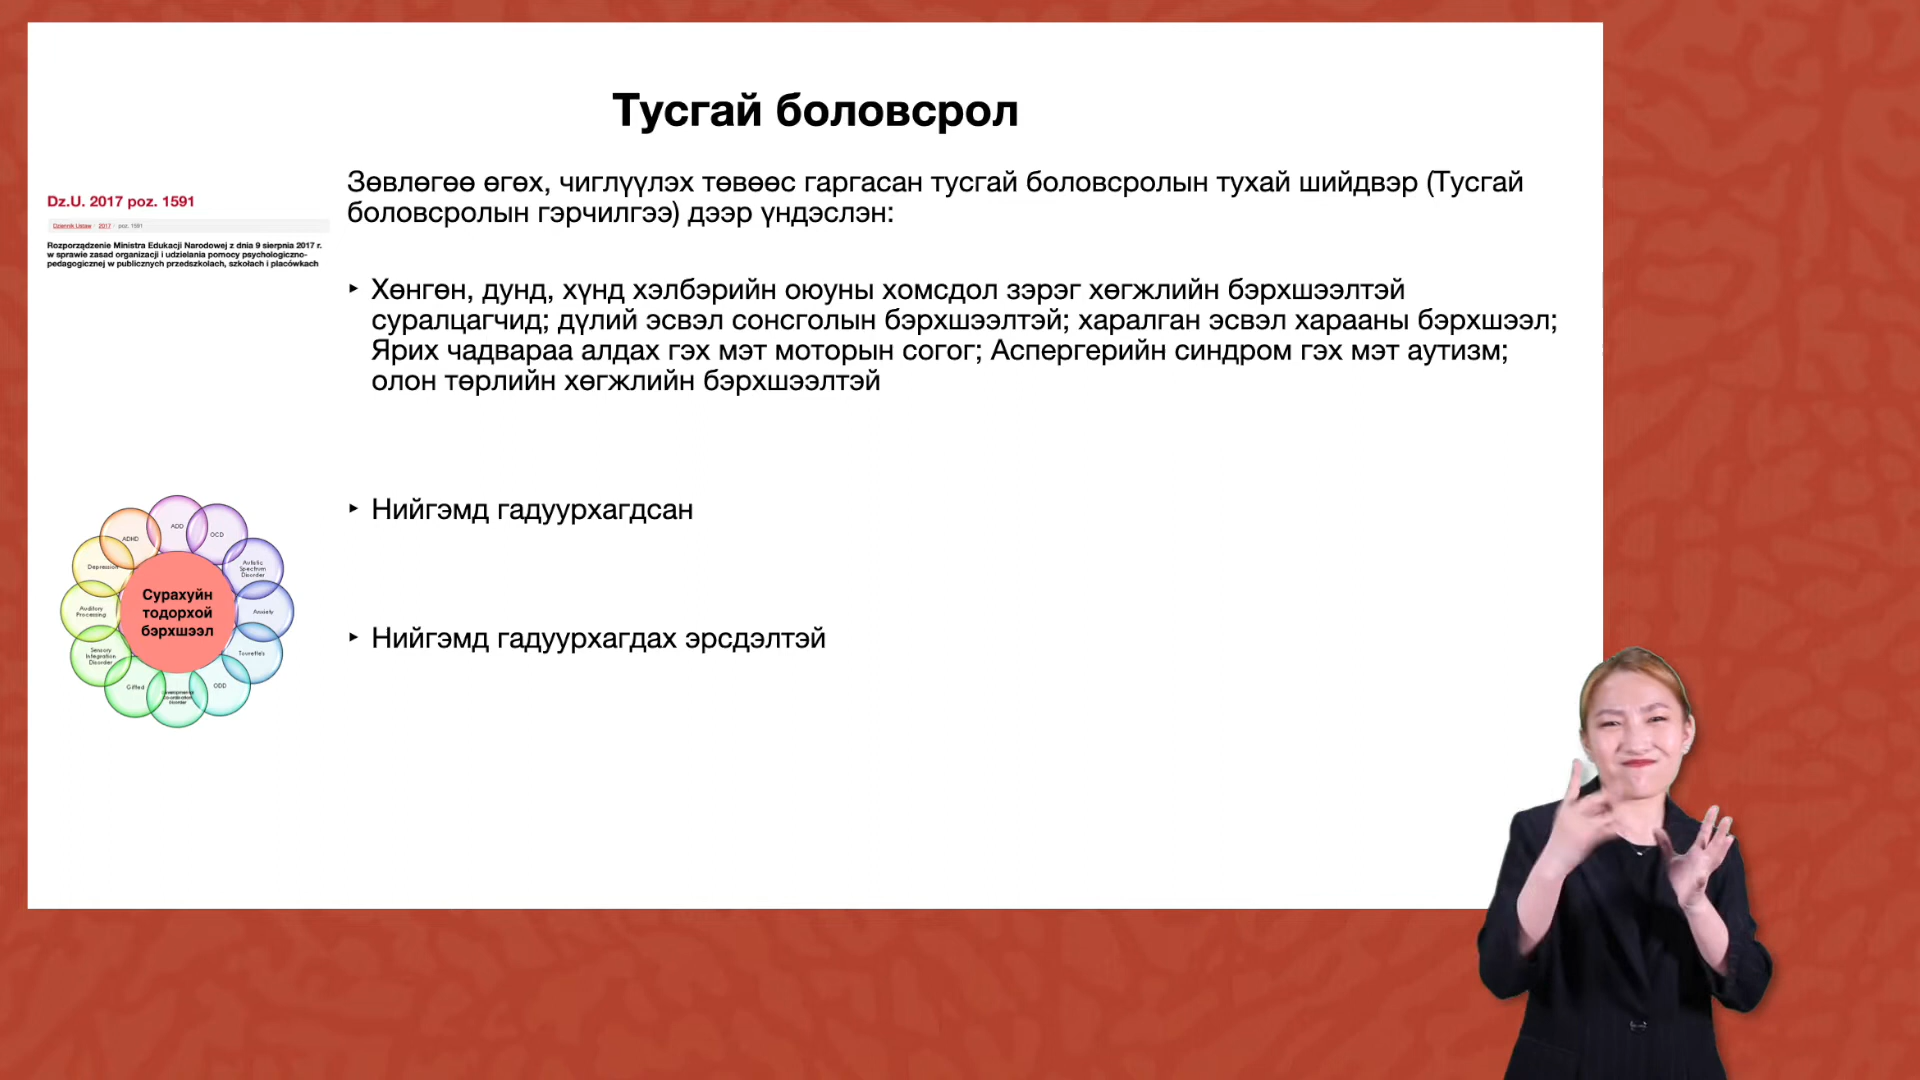 Тусгай боловсрол
Зөвлөгөө өгөх, чиглүүлэх төвөөс гаргасан тусгай боловсролын тухай шийдвэр (Тусгай
боловсролын гэрчилгээ) дээр үндэслэн:
Dz.U. 2017 poz. 1591
Dziennik Ustaw / 2017 / poz. 1591
Rozporządzenie Ministra Edukacji Narodowej z dnia 9 sierpnia 2017 r.
w sprawie zasad organizacji i udzielania pomocy psychologiczno-
pedagogicznej w publicznych przedszkolach, szkołach i placówkach
‣ Хөнгөн, дунд, хүнд хэлбэрийн оюуны хомсдол зэрэг хөгжлийн бэрхшээлтэй
суралцагчид; дүлий эсвэл сонсголын бэрхшээлтэй; харалган эсвэл харааны бэрхшээл;
Ярих чадвараа алдах гэх мэт моторын согог; Аспергерийн синдром гэх мэт аутизм;
олон төрлийн хөгжлийн бэрхшээлтэй
‣ Нийгэмд гадуурхагдсан
‣ Нийгэмд гадуурхагдах эрсдэлтэй
Сурахуйн
тодорхой
бэрхшээл
ADD
OCD
Autistic
Spectrum
Disorder
Anxiety
Tourette's
ODD
Disorder
Gifted
Sensory
Integration
Disorder
Auditory
Processing
Depression
ADHD